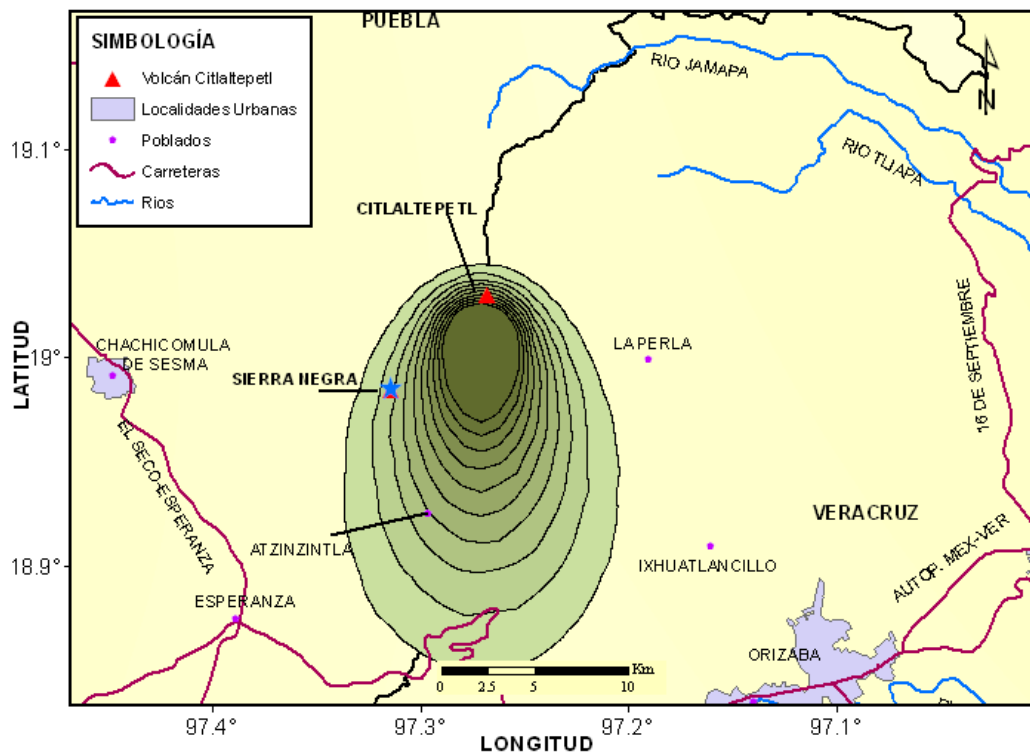 PUEBLA
SIMBOLOGÍA
Volcán Citlaltepetl
Localidades Urbanas
Poblados
Carreteras
Rios
RIO JAMAPA
N
RIO TLIAPA
19.1°
CITLALTEPETL
16 DE SEPTIEMBRE
LA PERLA
CHACHICOMULA
DE SESMA
19°
LATITUD
SIERRA NEGRA
EL SECO-ESPERANZA
VERACRUZ
ATZINZINTLA
IXHUATLANCILLO
AUTOP. MEX-VER
18.9°
ESPERANZA
ORIZABA
Km
0 2.5 5 10
97.4° 97.3° 97.2° 97.1°
LONGITUD